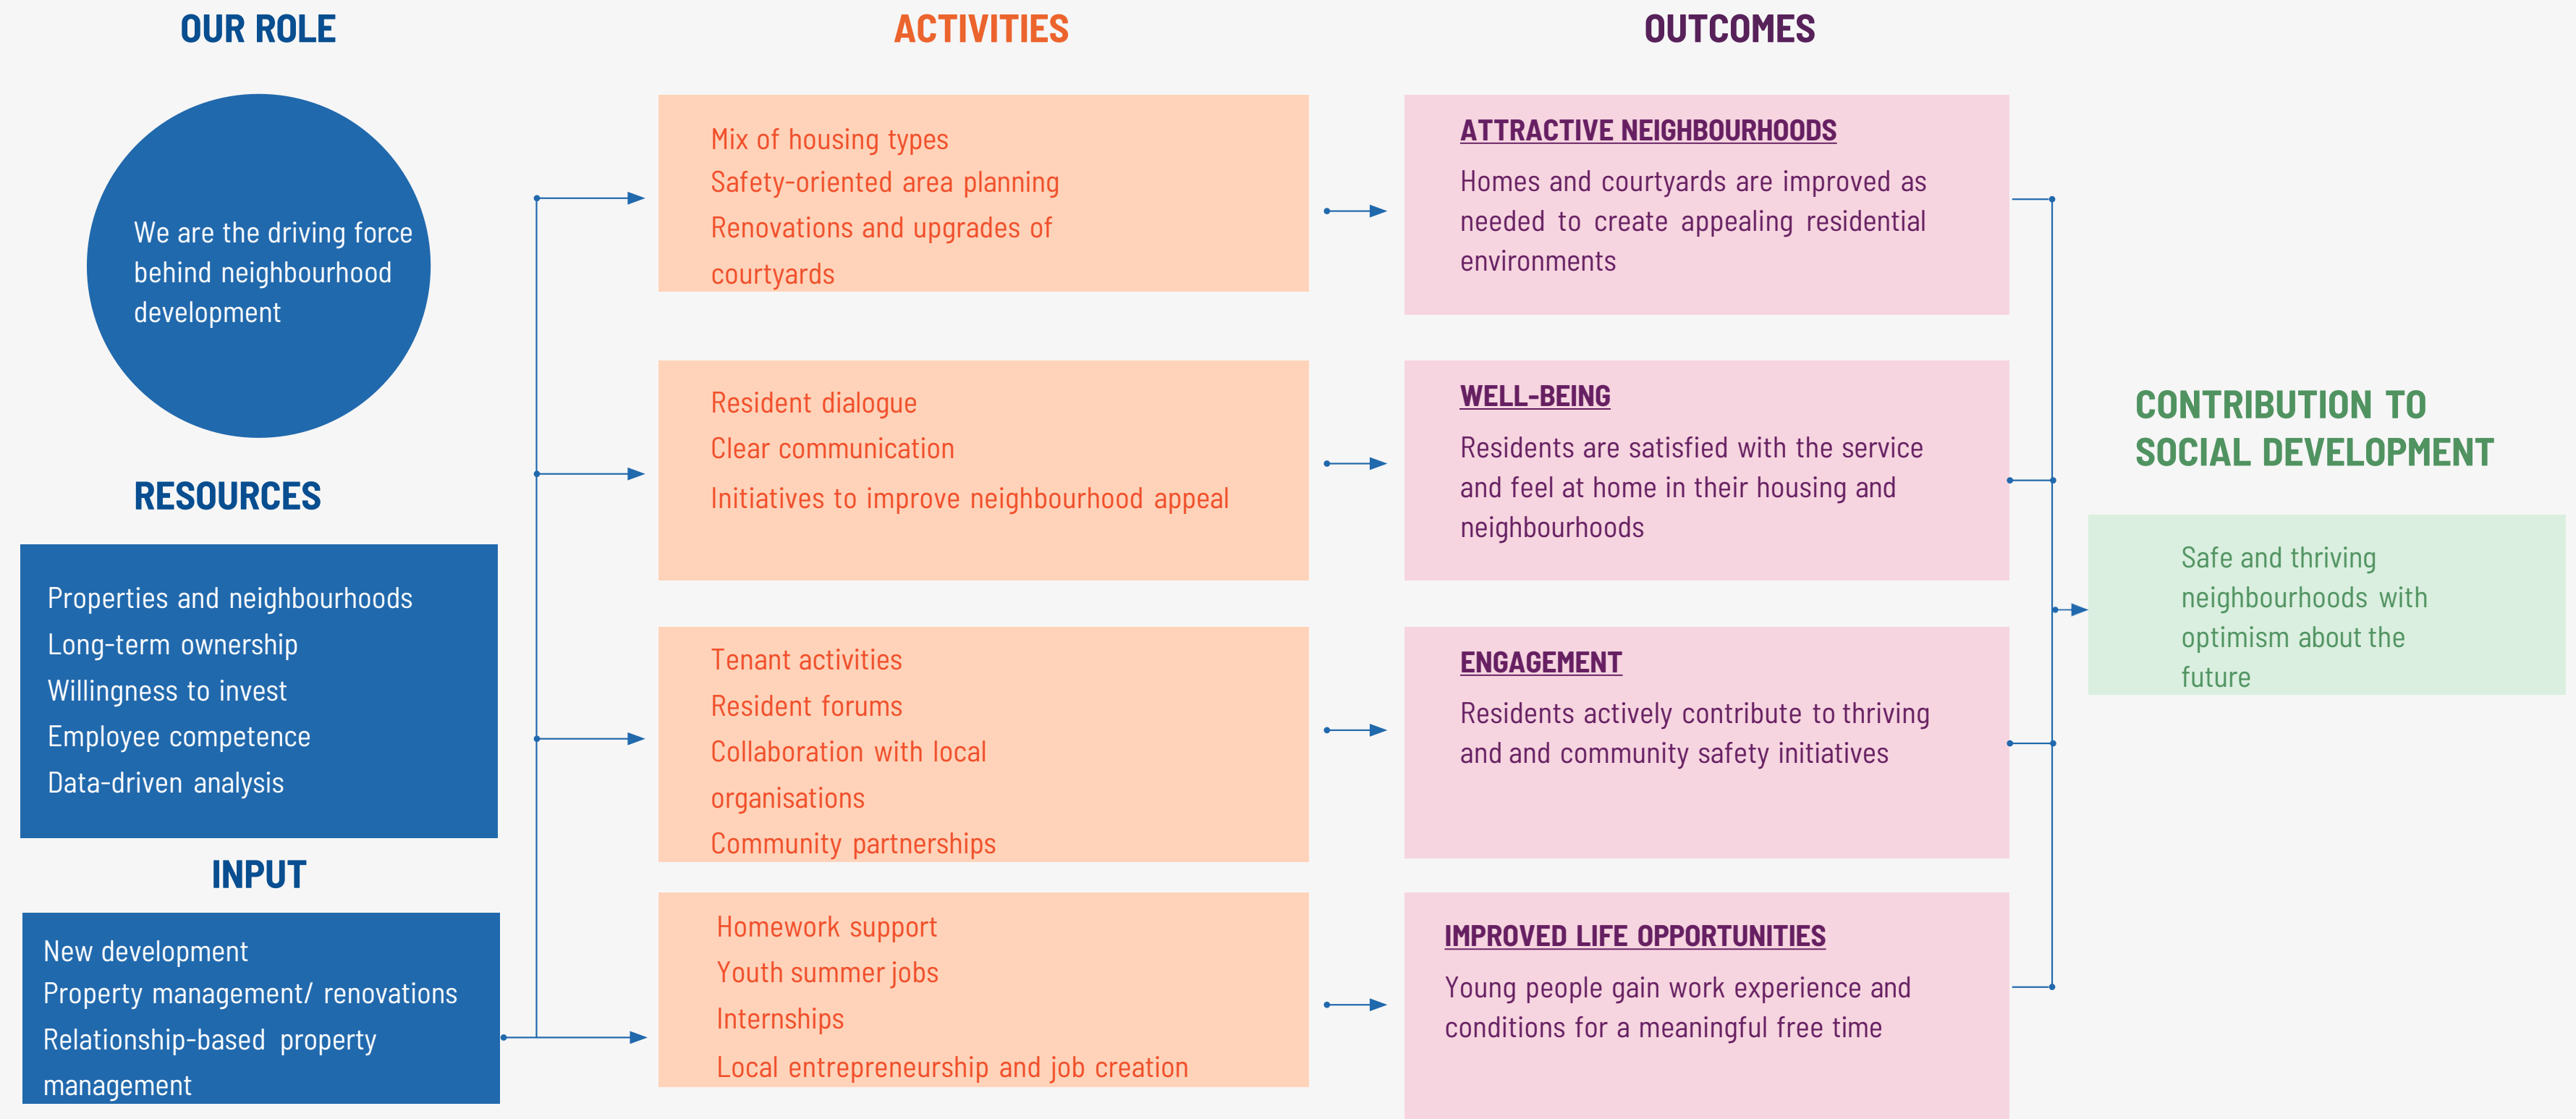 OUR ROLE
We are the driving force
behind neighbourhood
development
RESOURCES
Properties and neighbourhoods
Long-term ownership
Willingness to invest
Employee competence
Data-driven analysis
INPUT
New development
Property management/ renovations
Relationship-based property
management
ACTIVITIES
Mix of housing types
Safety-oriented area planning
Renovations and upgrades of
courtyards
Resident dialogue
Clear communication
Initiatives to improve neighbourhood appeal
Tenant activities
Resident forums
Collaboration with local
organisations
Community partnerships
Homework support
Youth summer jobs
Internships
Local entrepreneurship and job creation
OUTCOMES
ATTRACTIVE NEIGHBOURHOODS
Homes and courtyards are improved as
needed to create appealing residential
environments
WELL-BEING
Residents are satisfied with the service
and feel at home in their housing and
neighbourhoods
ENGAGEMENT
Residents actively contribute to thriving
and and community safety initiatives
IMPROVED LIFE OPPORTUNITIES
Young people gain work experience and
conditions for a meaningful free time
CONTRIBUTION TO
SOCIAL DEVELOPMENT
Safe and thriving
neighbourhoods with
optimism about the
future